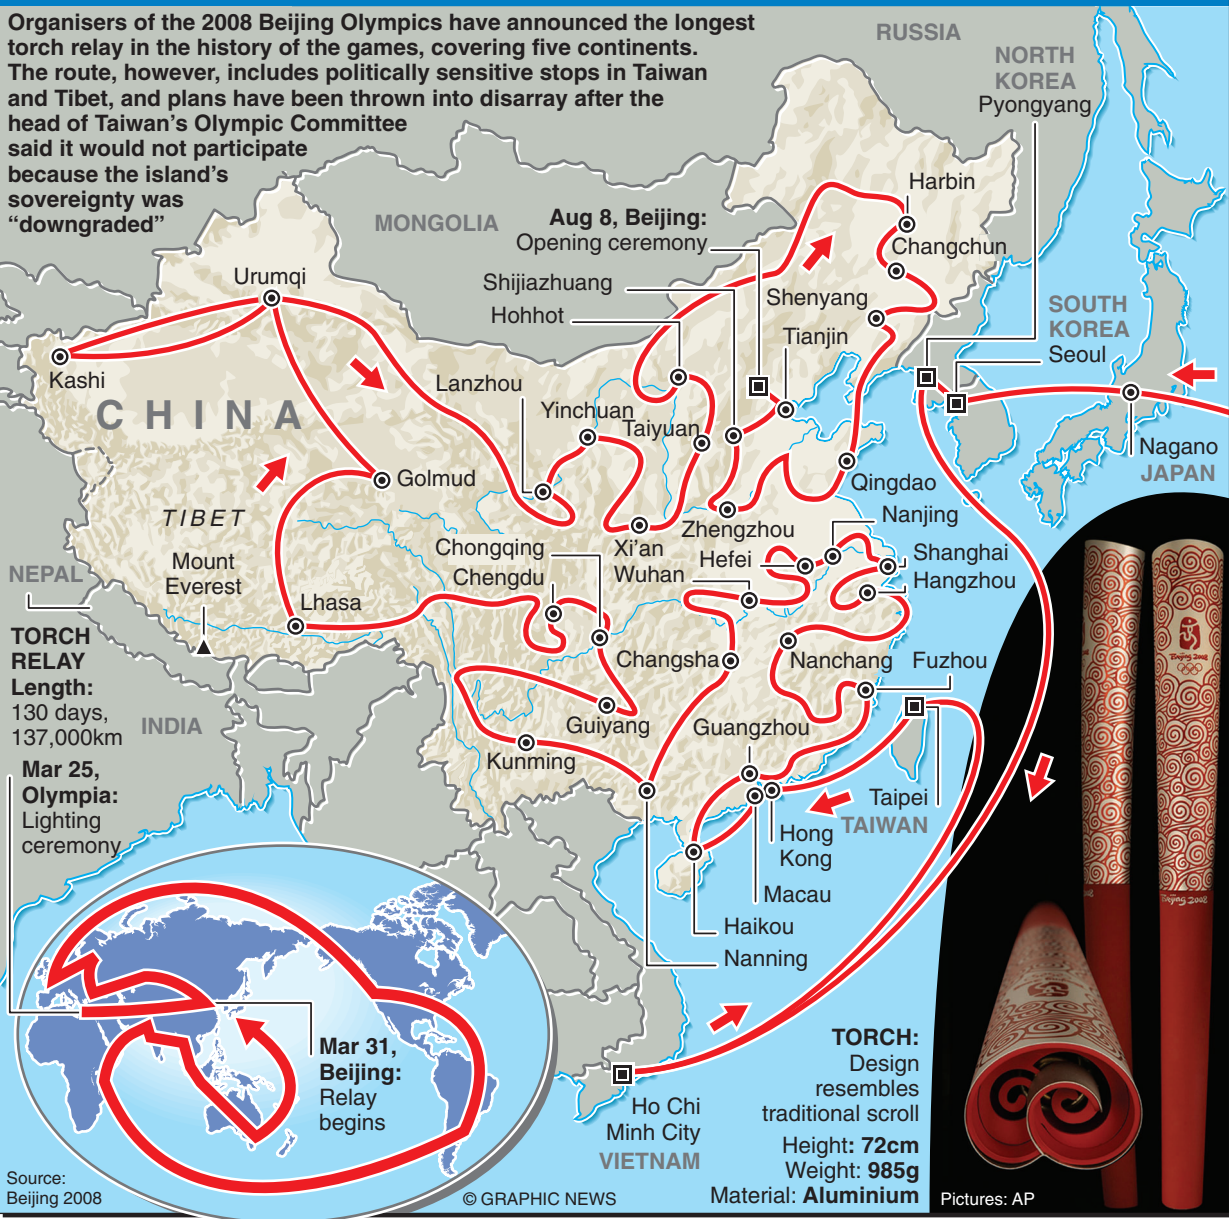 Organisers of the 2008 Beijing Olympics have announced the longest
torch relay in the history of the games, covering five continents.
The route, however, includes politically sensitive stops in Taiwan
and Tibet, and plans have been thrown into disarray after the
head of Taiwan's Olympic Committee
said it would not participate
because the island's
sovereignty was
“downgraded”
RUSSIA
NORTH
KOREA
Pyongyang
MONGOLIA
Harbin
Aug 8, Beijing:
Opening ceremony
Changchun
Urumqi
Shijiazhuang
Shenyang
Hohhot
Tianjin
SOUTH
KOREA
Seoul
Kashi
Lanzhou
CHINA
Yinchuan
Taiyuan
Nagano
JAPAN
Golmud
Qingdao
TIBET
Zhengzhou
Nanjing
Mount
Everest
Chongqing
Chengdu
Xi'an
Wuhan
Hefei
Shanghai
Hangzhou
NEPAL
Lhasa
TORCH
RELAY
Length:
130 days,
137,000km
Changsha
Nanchang
Fuzhou
INDIA
Guiyang
Guangzhou
Kunming
Mar 25,
Olympia:
Lighting
ceremony
Taipei
TAIWAN
Hong
Kong
Macau
Haikou
Nanning
Beijing 2008
Beijing 2008
Mar 31,
Beijing:
Relay
begins
TORCH:
Design
resembles
traditional scroll
Height: 72cm
Weight: 985g
Material: Aluminium
Ho Chi
Minh City
VIETNAM
Source:
Beijing 2008
© GRAPHIC NEWS
Pictures: AP